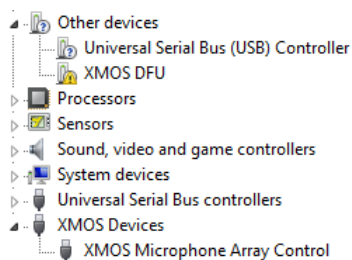 Other devices
Universal Serial Bus (USB) Controller
XMOS DFU
Processors
Sensors
Sound, video and game controllers
System devices
Universal Serial Bus controllers
XMOS Devices
XMOS Microphone Array Control